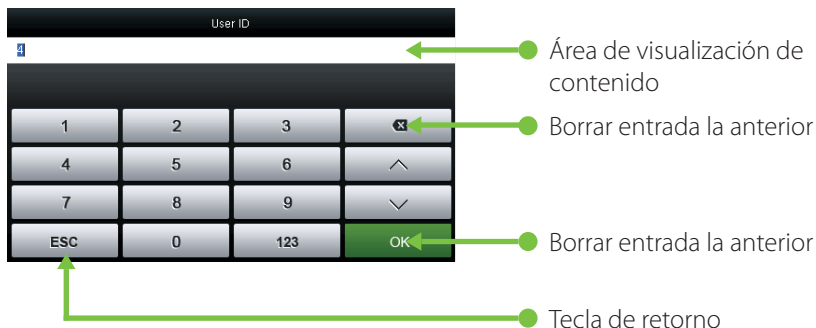 User ID
4
Área de visualización de
contenido
1 2 3
Borrar entrada la anterior
4 5 6
7 8 9
ESC 0 123 OK
Borrar entrada la anterior
Tecla de retorno